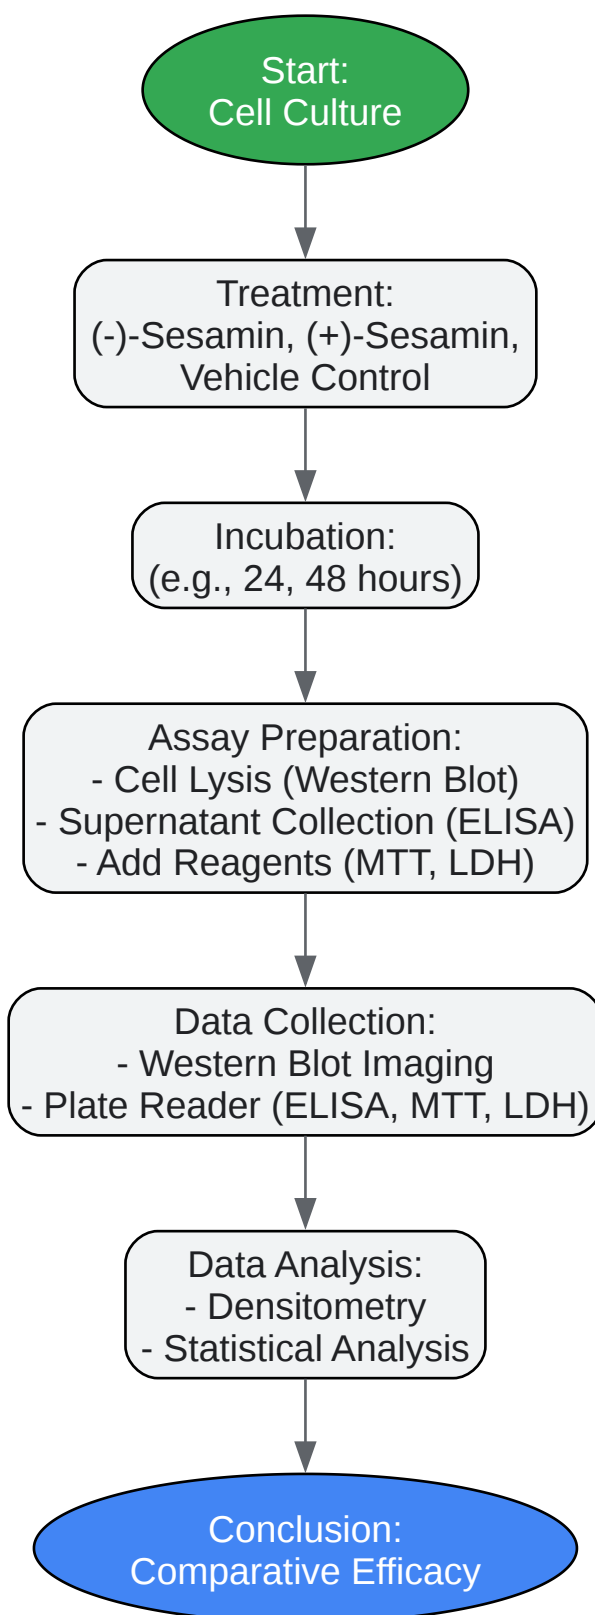 Start:
Cell Culture
Treatment:
(-)-Sesamin, (+)-Sesamin,
Vehicle Control
Incubation:
(e.g., 24, 48 hours)
Assay Preparation:
- Cell Lysis (Western Blot)
- Supernatant Collection (ELISA)
- Add Reagents (MTT, LDH)
Data Collection:
- Western Blot Imaging
- Plate Reader (ELISA, MTT, LDH)
Data Analysis:
- Densitometry
- Statistical Analysis
Conclusion:
Comparative Efficacy